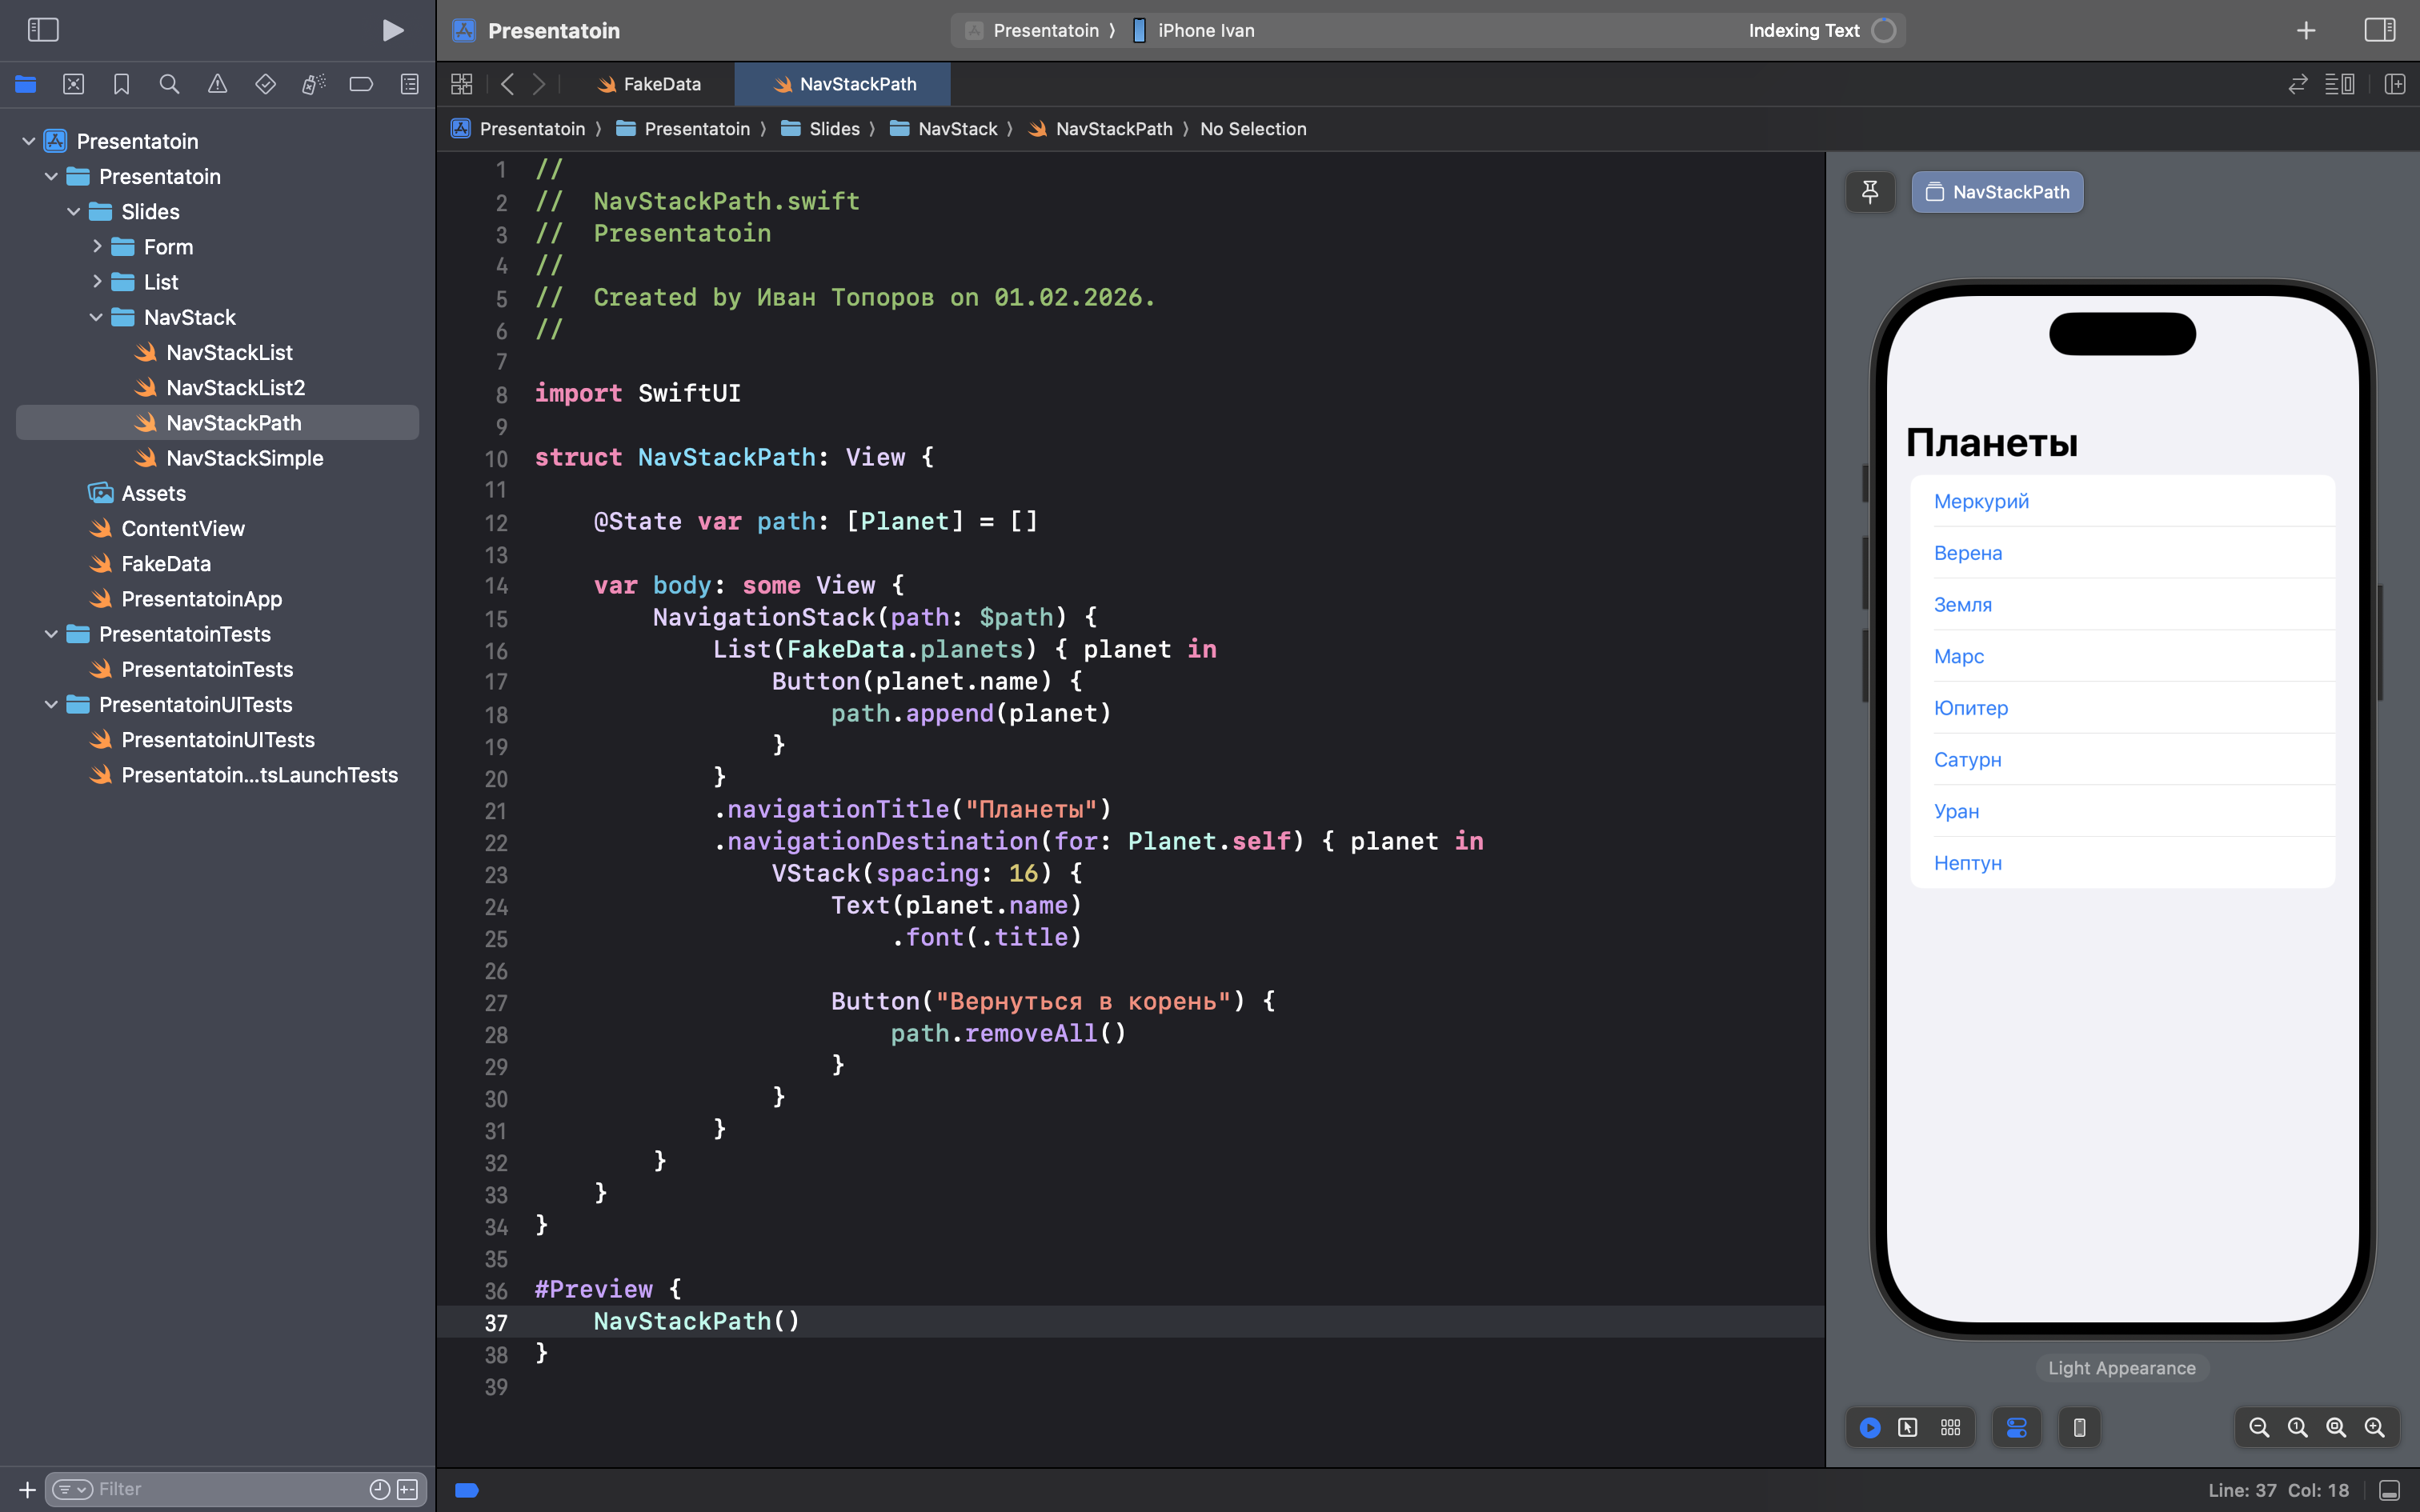 Presentatoin
Presentatoin 〉 iPhone Ivan
Indexing Text
FakeData
NavStackPath
Presentatoin 〉 Presentatoin 〉 Slides 〉 NavStack 〉 NavStackPath 〉 No Selection
Presentatoin
Presentatoin
Slides
Form
List
NavStack
NavStackList
NavStackList2
NavStackPath
NavStackSimple
Assets
ContentView
FakeData
PresentatoinApp
PresentatoinTests
PresentatoinTests
PresentatoinUITests
PresentatoinUITests
Presentatoin...tsLaunchTests
Filter
1 //
2 //  NavStackPath.swift
3 //  Presentatoin
4 //
5 //  Created by Иван Топоров on 01.02.2026.
6 //
7
8 import SwiftUI
9
10 struct NavStackPath: View {
11
12     @State var path: [Planet] = []
13
14     var body: some View {
15         NavigationStack(path: $path) {
16             List(FakeData.planets) { planet in
17                 Button(planet.name) {
18                     path.append(planet)
19                 }
20             }
21             .navigationTitle("Планеты")
22             .navigationDestination(for: Planet.self) { planet in
23                 VStack(spacing: 16) {
24                     Text(planet.name)
25                         .font(.title)
26
27                     Button("Вернуться в корень") {
28                         path.removeAll()
29                     }
30                 }
31             }
32         }
33     }
34 }
35
36 #Preview {
37     NavStackPath()
38 }
39
NavStackPath
Планеты
Меркурий
Верена
Земля
Марс
Юпитер
Сатурн
Уран
Нептун
Light Appearance
Line: 37 Col: 18